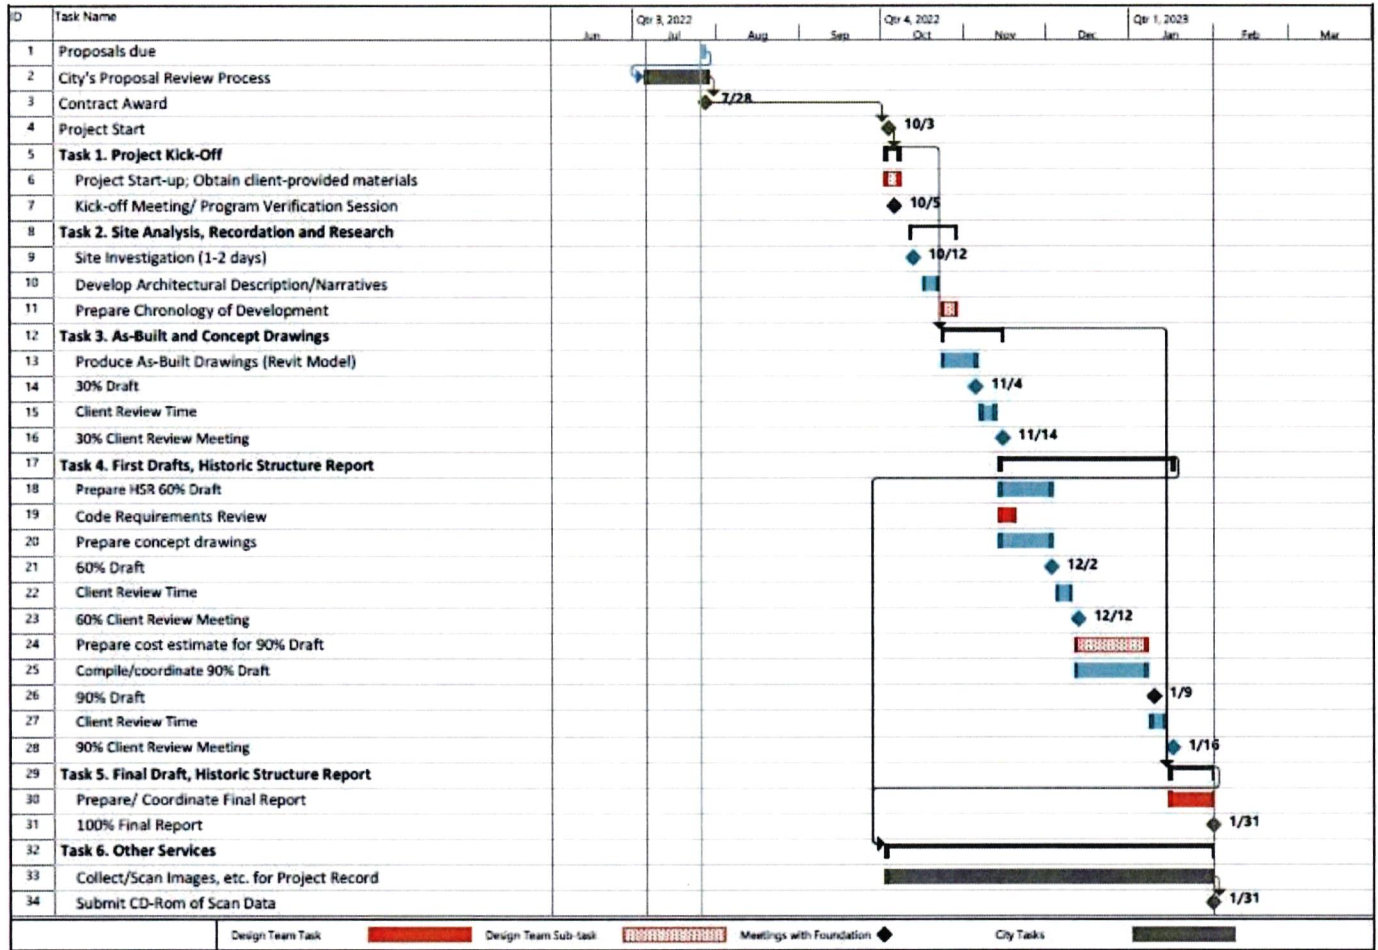 ID Task Name Qtr 3, 2022 Qtr 4, 2022 Qtr 1, 2023
Jun Jul Aug Sep Oct Nov Dec Jan Feb Mar
1 Proposals due
2 City's Proposal Review Process
3 Contract Award 7/28
4 Project Start 10/3
5 Task 1. Project Kick-Off
6 Project Start-up; Obtain client-provided materials
7 Kick-off Meeting/ Program Verification Session 10/5
8 Task 2. Site Analysis, Recordation and Research
9 Site Investigation (1-2 days) 10/12
10 Develop Architectural Description/Narratives
11 Prepare Chronology of Development
12 Task 3. As-Built and Concept Drawings
13 Produce As-Built Drawings (Revit Model)
14 30% Draft 11/4
15 Client Review Time
16 30% Client Review Meeting 11/14
17 Task 4. First Drafts, Historic Structure Report
18 Prepare HSR 60% Draft
19 Code Requirements Review
20 Prepare concept drawings
21 60% Draft 12/2
22 Client Review Time
23 60% Client Review Meeting 12/12
24 Prepare cost estimate for 90% Draft
25 Compile/coordinate 90% Draft
26 90% Draft 1/9
27 Client Review Time
28 90% Client Review Meeting 1/16
29 Task 5. Final Draft, Historic Structure Report
30 Prepare/ Coordinate Final Report
31 100% Final Report 1/31
32 Task 6. Other Services
33 Collect/Scan Images, etc. for Project Record
34 Submit CD-Rom of Scan Data 1/31
Design Team Task Design Team Sub-task Meetings with Foundation City Tasks